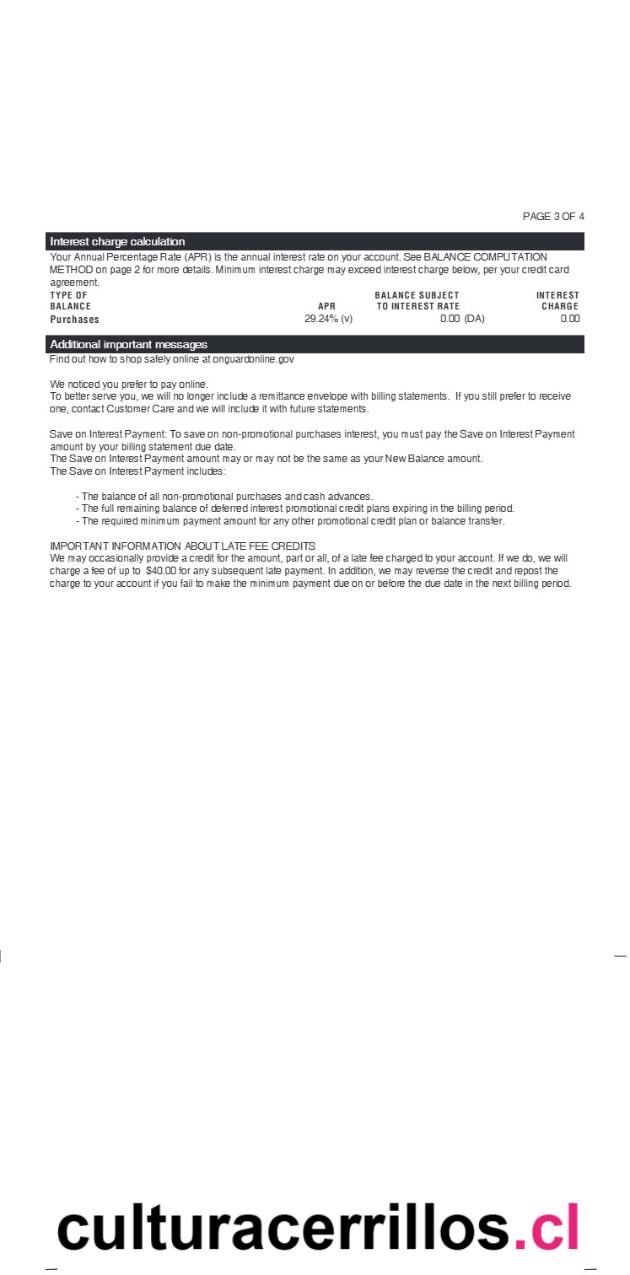 PAGE 3 OF 4
Interest charge calculation
Your Annual Percentage Rate (APR) is the annual interest rate on your account. See BALANCE COMPUTATION
METHOD on page 2 for more details. Minimum interest charge may exceed interest charge below, per your credit card
agreement.
TYPE OF BALANCE SUBJECT INTEREST
BALANCE APR TO INTEREST RATE CHARGE
Purchases 29.24% (v) 0.00 (DA) 0.00
Additional important messages
Find out how to shop safely online at onguardonline.gov
We noticed you prefer to pay online.
To better serve you, we will no longer include a remittance envelope with billing statements. If you still prefer to receive
one, contact Customer Care and we will include it with future statements.
Save on Interest Payment: To save on non-promotional purchases interest, you must pay the Save on Interest Payment
amount by your billing statement due date.
The Save on Interest Payment amount may or may not be the same as your New Balance amount.
The Save on Interest Payment includes:
- The balance of all non-promotional purchases and cash advances.
- The full remaining balance of deferred interest promotional credit plans expiring in the billing period.
- The required minimum payment amount for any other promotional credit plan or balance transfer.
IMPORTANT INFORMATION ABOUT LATE FEE CREDITS
We may occasionally provide a credit for the amount, part or all, of a late fee charged to your account. If we do, we will
charge a fee of up to $40.00 for any subsequent late payment. In addition, we may reverse the credit and repost the
charge to your account if you fail to make the minimum payment due on or before the due date in the next billing period.
culturacerrillos.cl